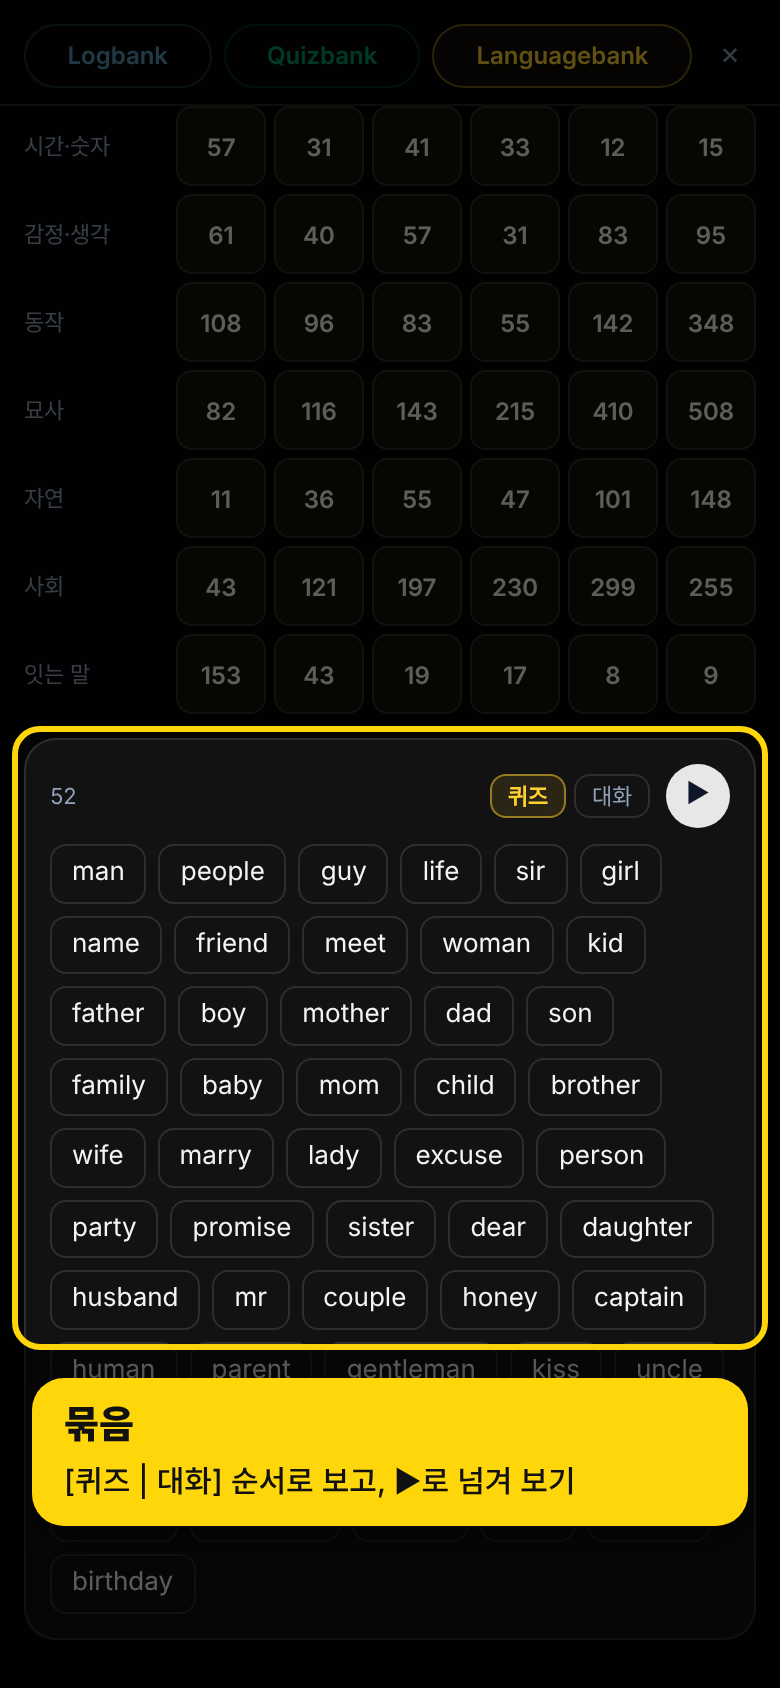 Logbank Quizbank Languagebank ×
시간·숫자 57 31 41 33 12 15
감정·생각 61 40 57 31 83 95
동작 108 96 83 55 142 348
묘사 82 116 143 215 410 508
자연 11 36 55 47 101 148
사회 43 121 197 230 299 255
잇는 말 153 43 19 17 8 9
52 퀴즈 대화 ▶
man people guy life sir girl
name friend meet woman kid
father boy mother dad son
family baby mom child brother
wife marry lady excuse person
party promise sister dear daughter
husband mr couple honey captain
human parent gentleman kiss uncle
묶음
[퀴즈 | 대화] 순서로 보고, ▶로 넘겨 보기
birthday